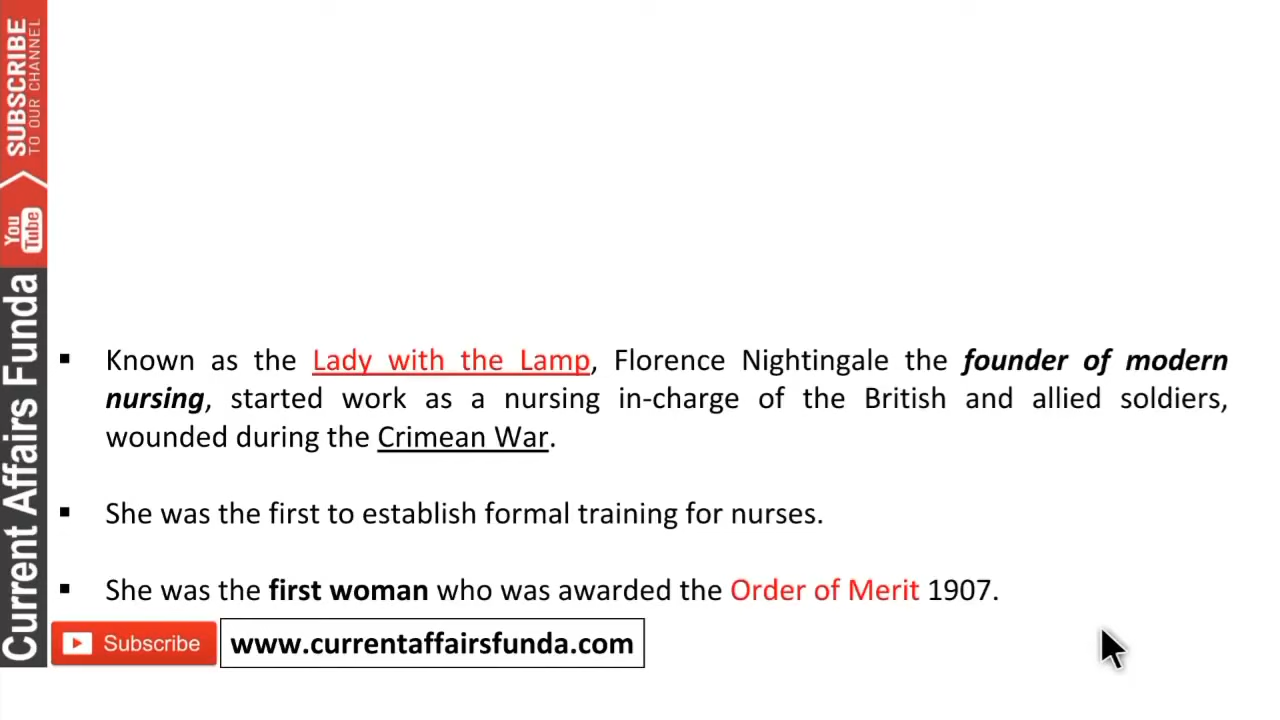 SUBSCRIBE
TO OUR CHANNEL
You
Tube
Current Affairs Funda
▪ Known as the Lady with the Lamp, Florence Nightingale the founder of modern
nursing, started work as a nursing in-charge of the British and allied soldiers,
wounded during the Crimean War.
▪ She was the first to establish formal training for nurses.
▪ She was the first woman who was awarded the Order of Merit 1907.
Subscribe
www.currentaffairsfunda.com